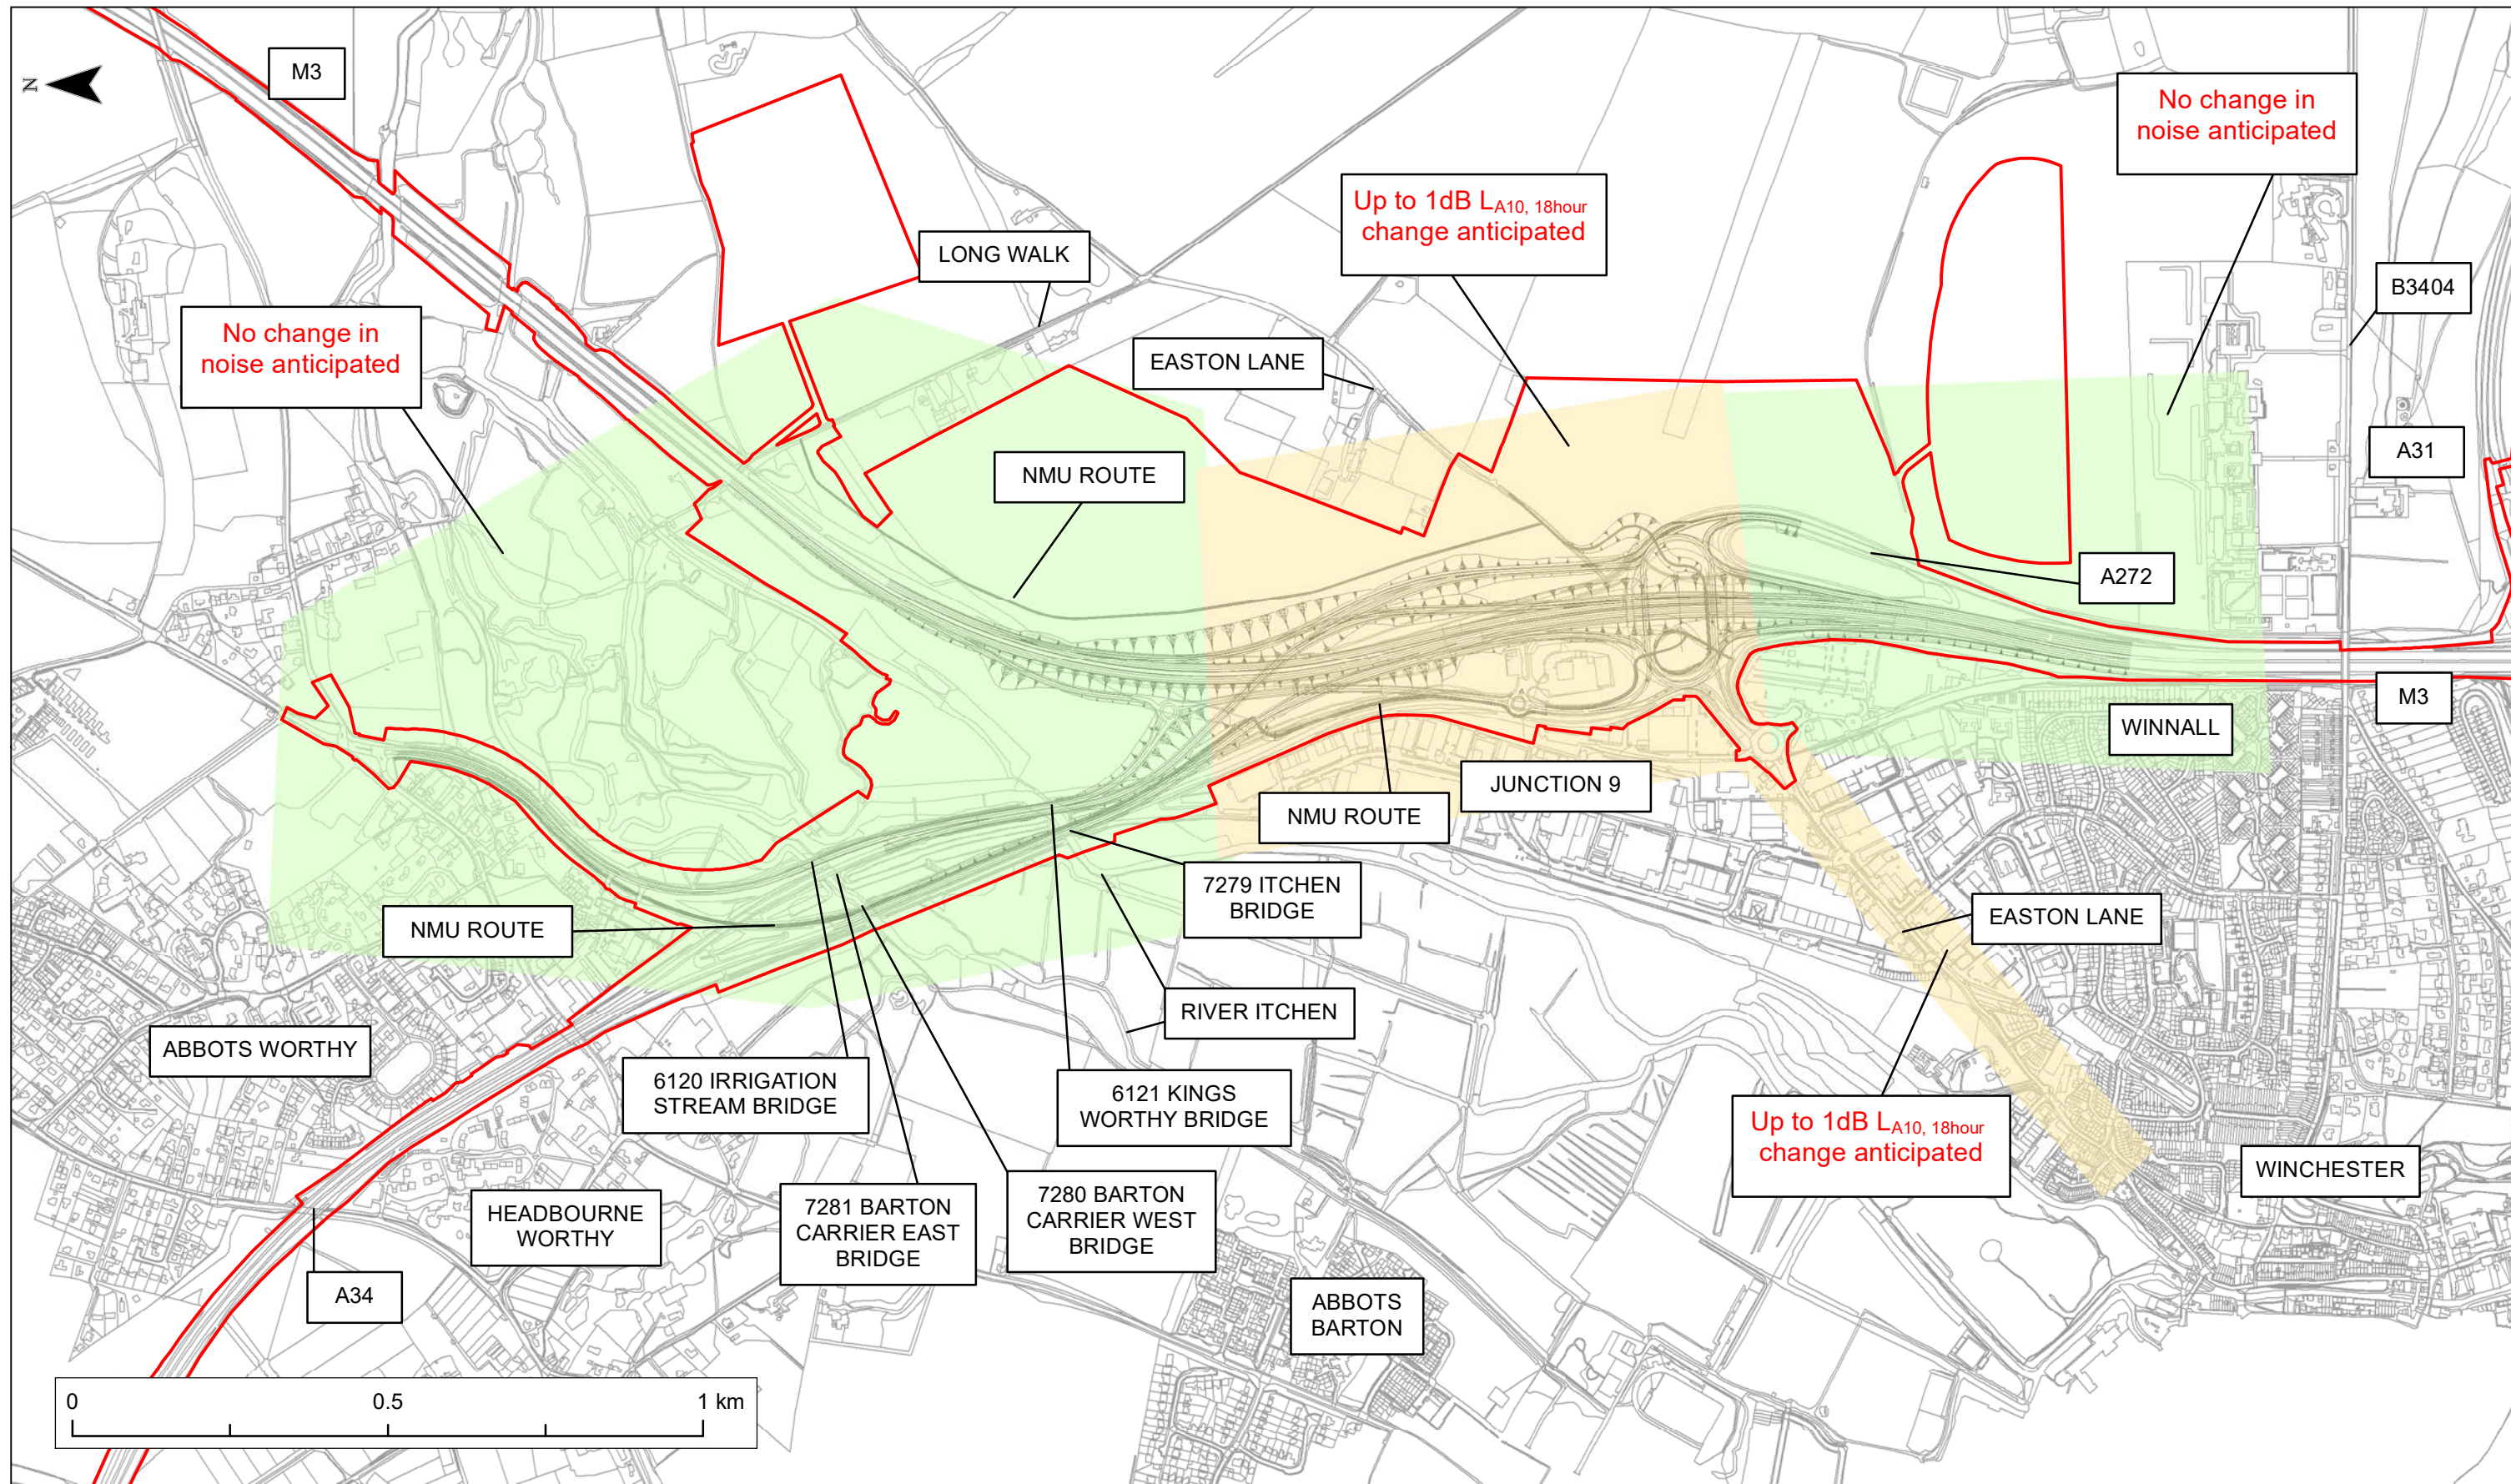 M3
N
No change in
noise anticipated
Up to 1dB LA10, 18hour
change anticipated
LONG WALK
B3404
No change in
noise anticipated
EASTON LANE
A31
NMU ROUTE
A272
M3
WINNALL
JUNCTION 9
NMU ROUTE
7279 ITCHEN
BRIDGE
NMU ROUTE
EASTON LANE
RIVER ITCHEN
ABBOTS WORTHY
6120 IRRIGATION
STREAM BRIDGE
6121 KINGS
WORTHY BRIDGE
Up to 1dB LA10, 18hour
change anticipated
WINCHESTER
HEADBOURNE
WORTHY
7281 BARTON
CARRIER EAST
BRIDGE
7280 BARTON
CARRIER WEST
BRIDGE
A34
ABBOTS
BARTON
0 0.5 1 km